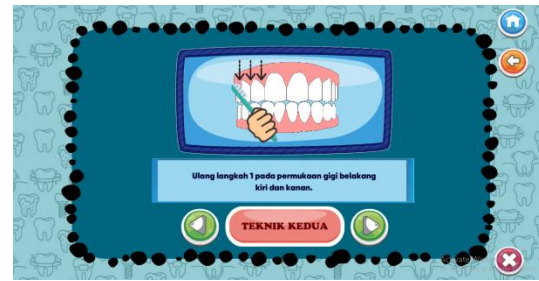 Ulang langkah 1 pada permukaan gigi belakang
kiri dan kanan.
TEKNIK KEDUA